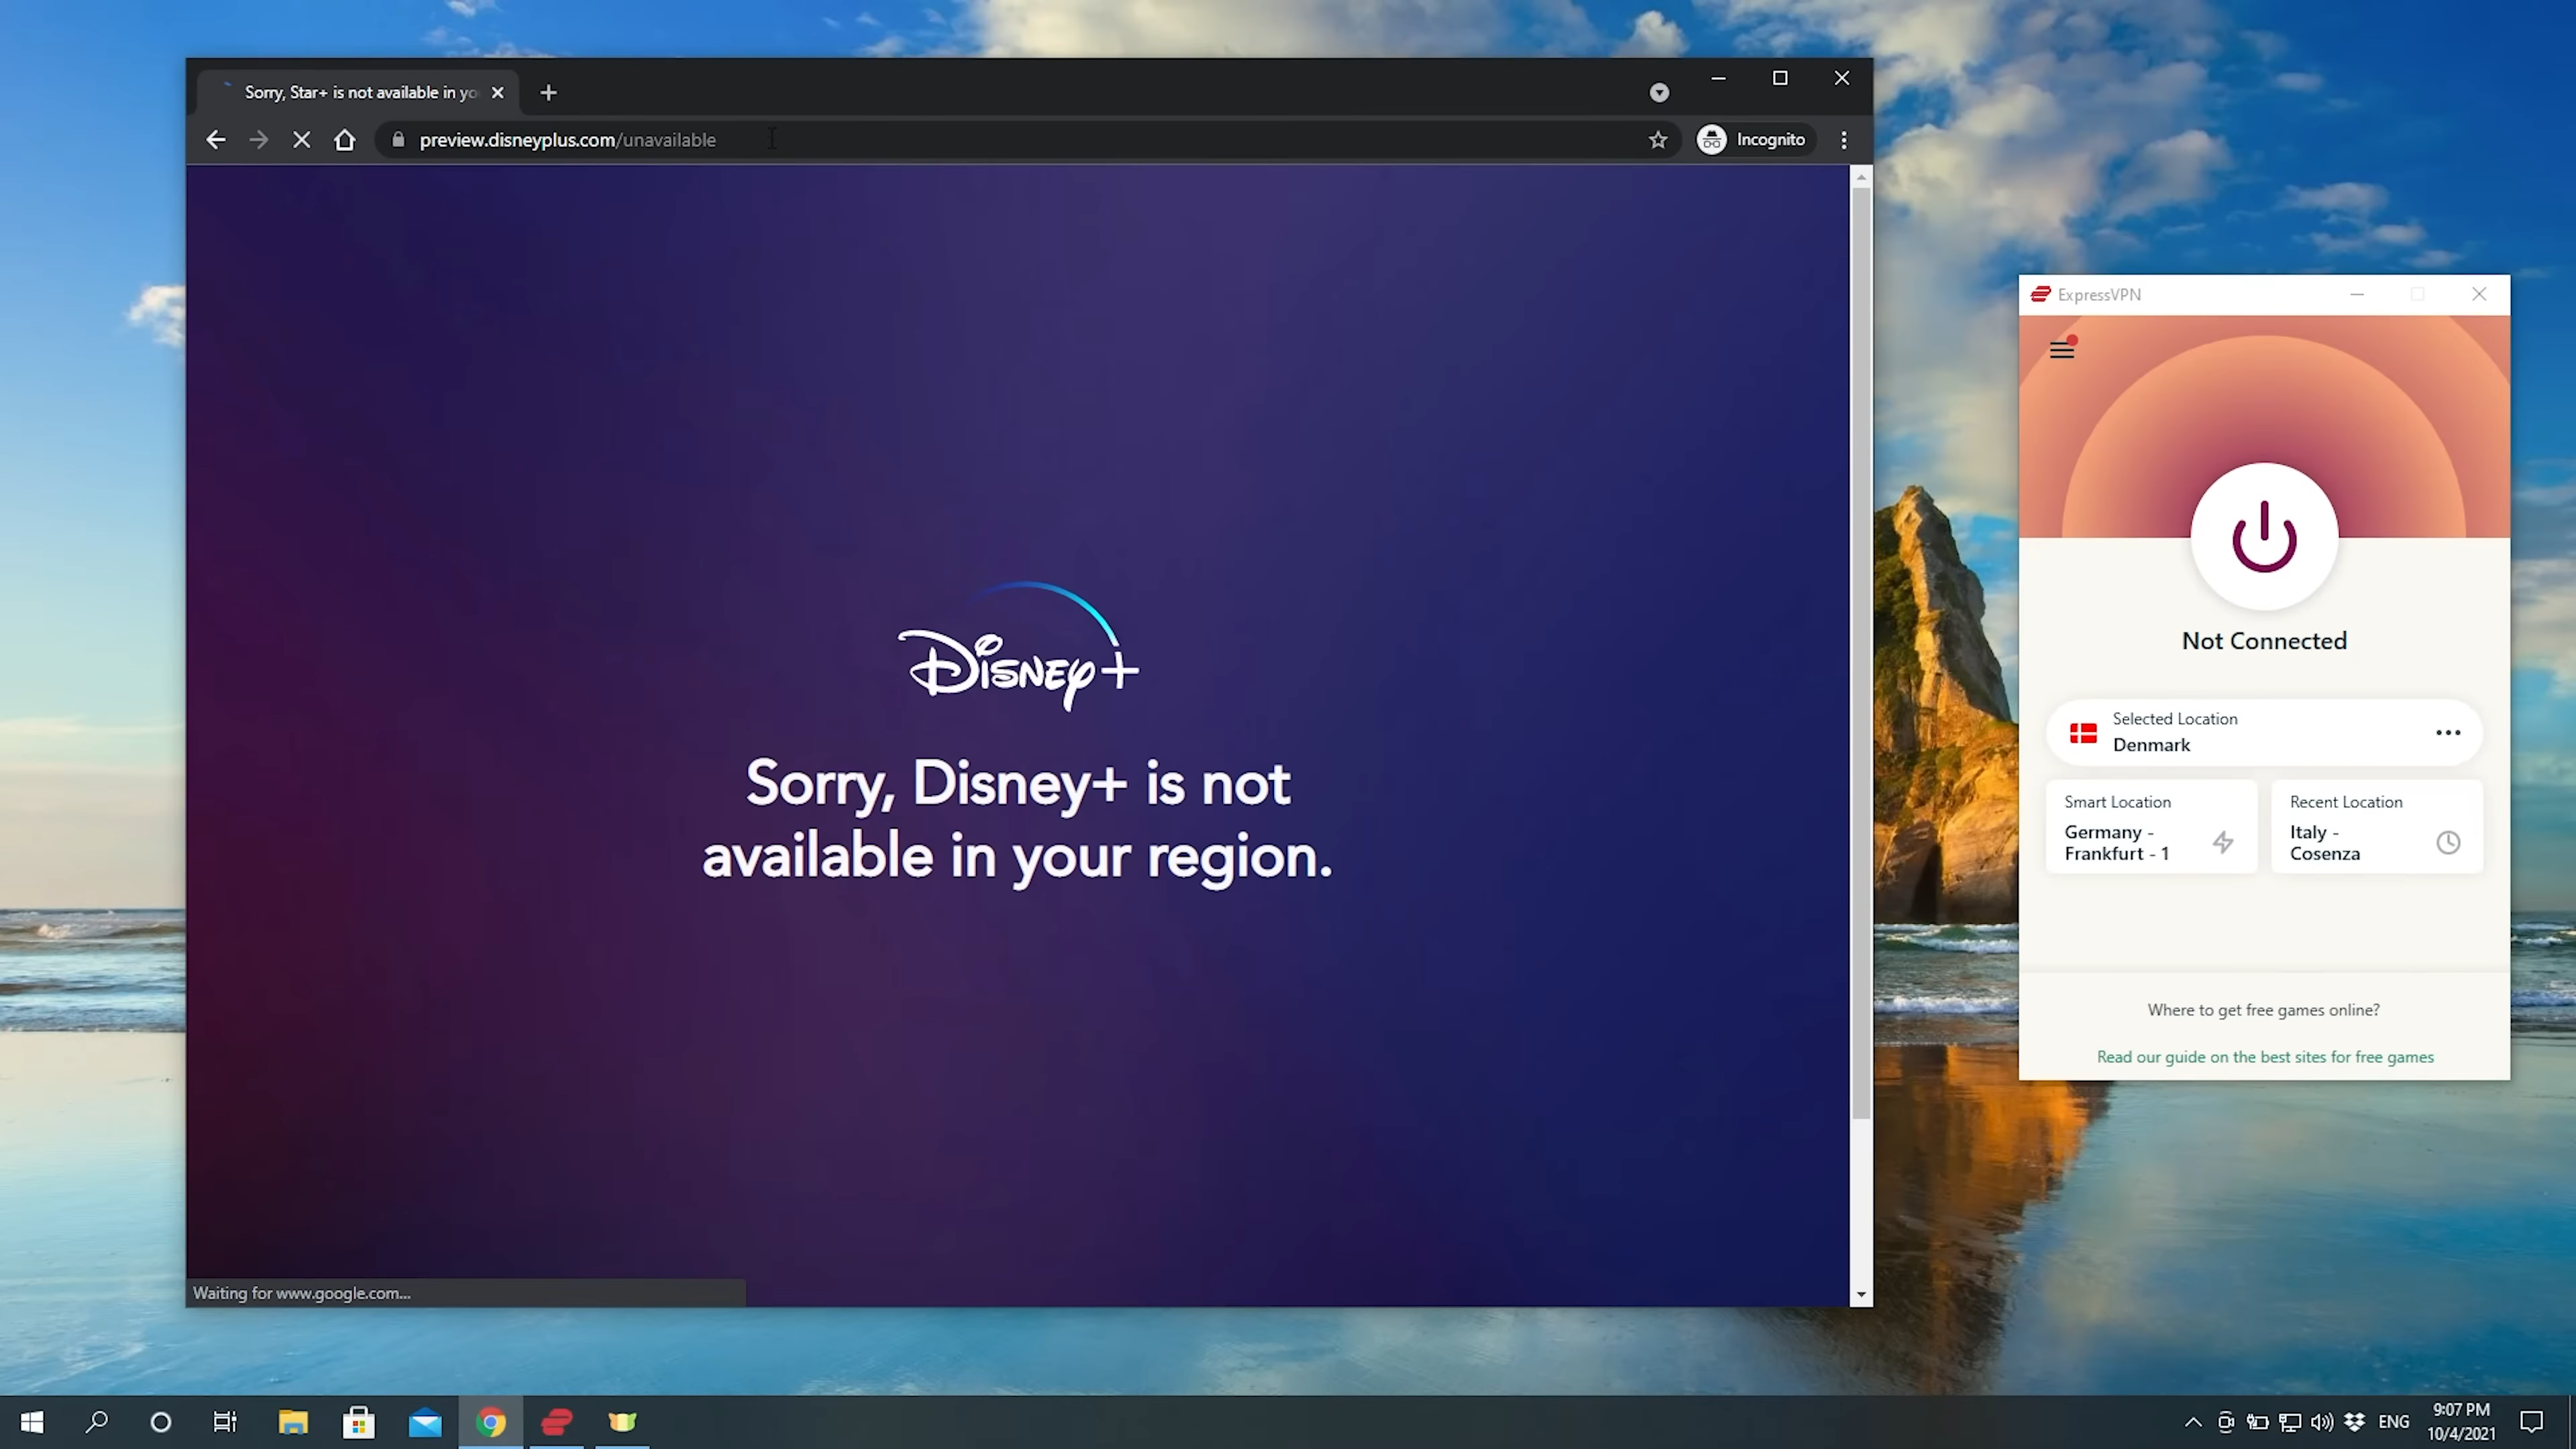 Sorry, Star+ is not available in yo
preview.disneyplus.com/unavailable
Incognito
Disney+
Sorry, Disney+ is not
available in your region.
Waiting for www.google.com...
ExpressVPN
Not Connected
Selected Location
Denmark
Smart Location
Germany -
Frankfurt - 1
Recent Location
Italy -
Cosenza
Where to get free games online?
Read our guide on the best sites for free games
ENG
9:07 PM
10/4/2021